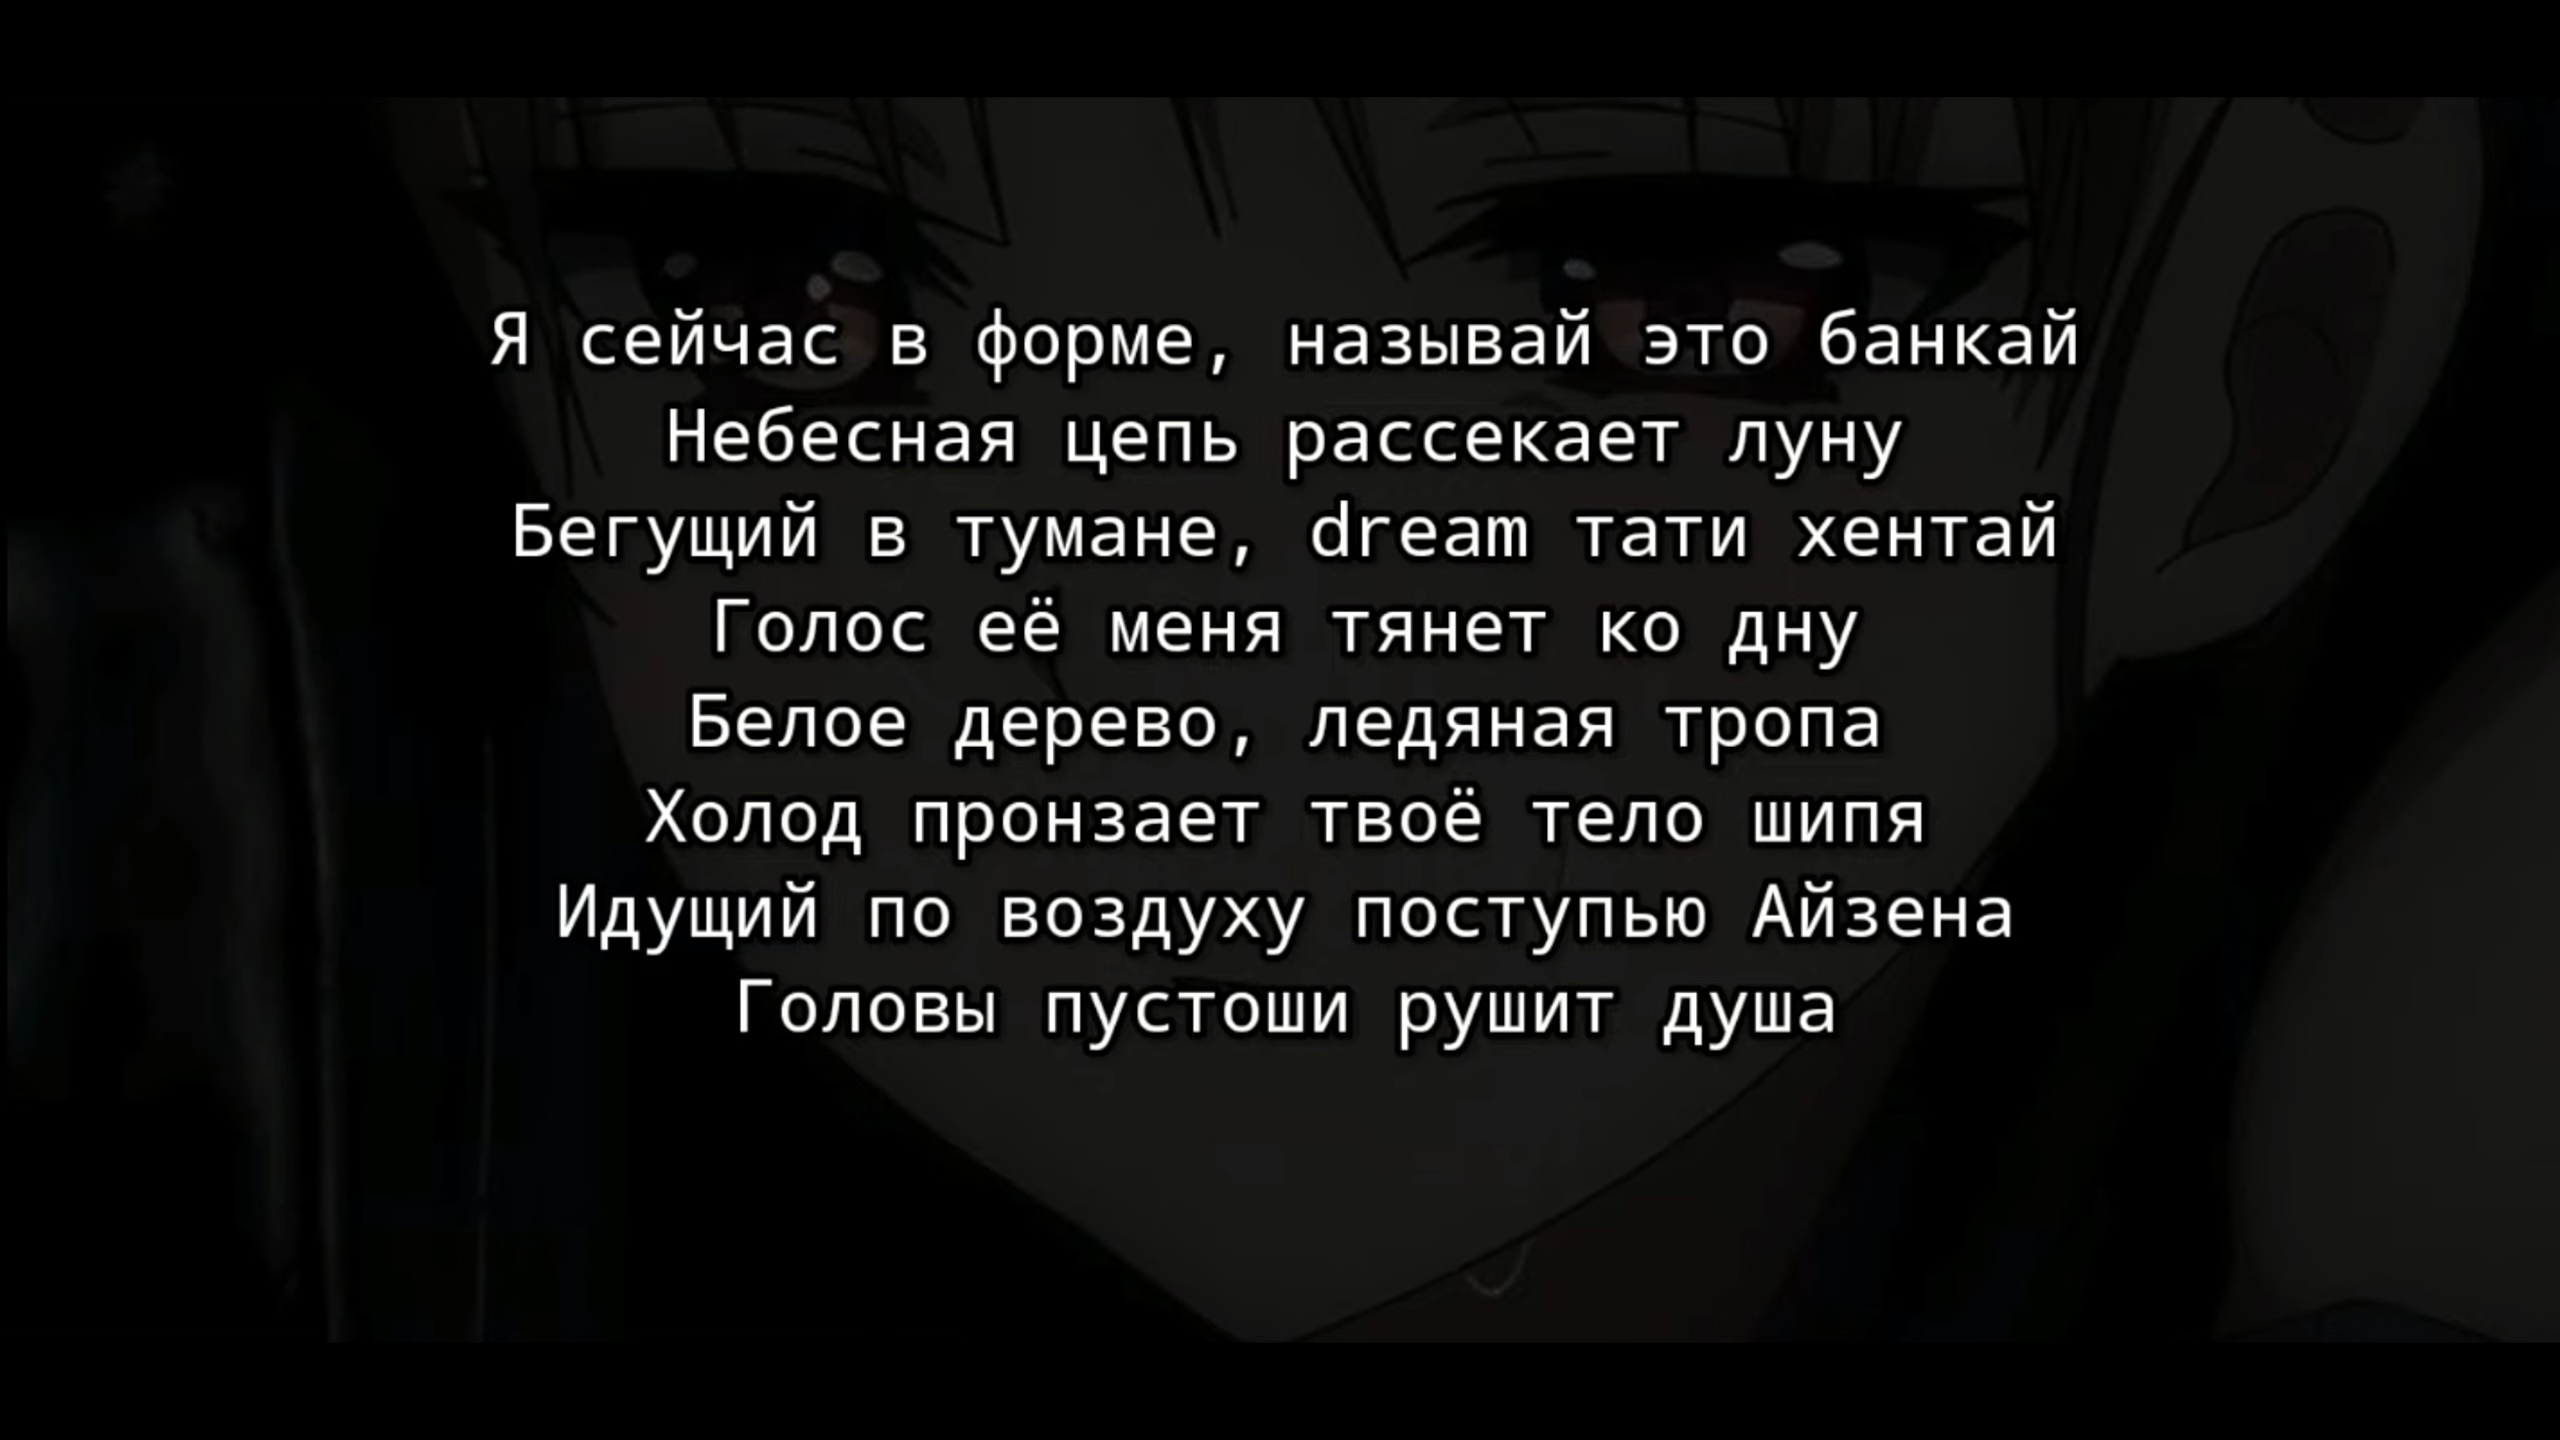 Я сейчас в форме, называй это банкай
Небесная цепь рассекает луну
Бегущий в тумане, dream тати хентай
Голос её меня тянет ко дну
Белое дерево, ледяная тропа
Холод пронзает твоё тело шипя
Идущий по воздуху поступью Айзена
Головы пустоши рушит душа